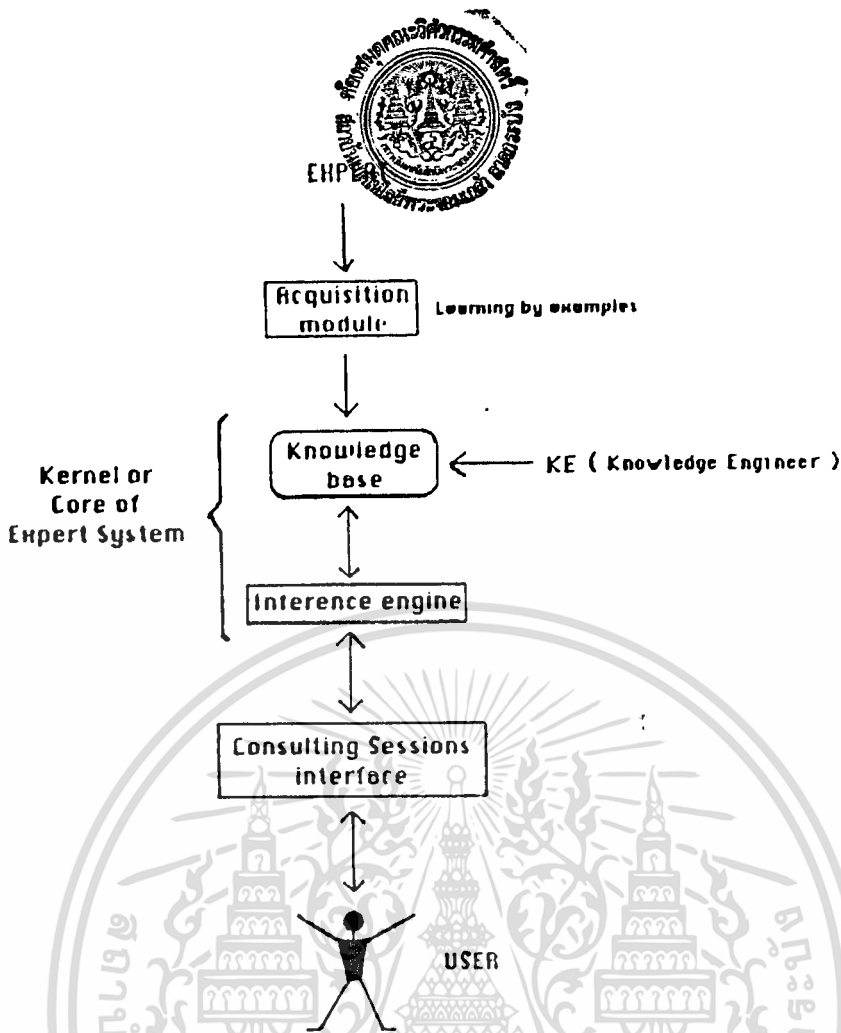 EXPERT
Acquisition
module
Learning by examples
Knowledge
base
KE ( Knowledge Engineer )
Kernel or
Core of
Expert System
Inference engine
Consulting Sessions
interface
USER